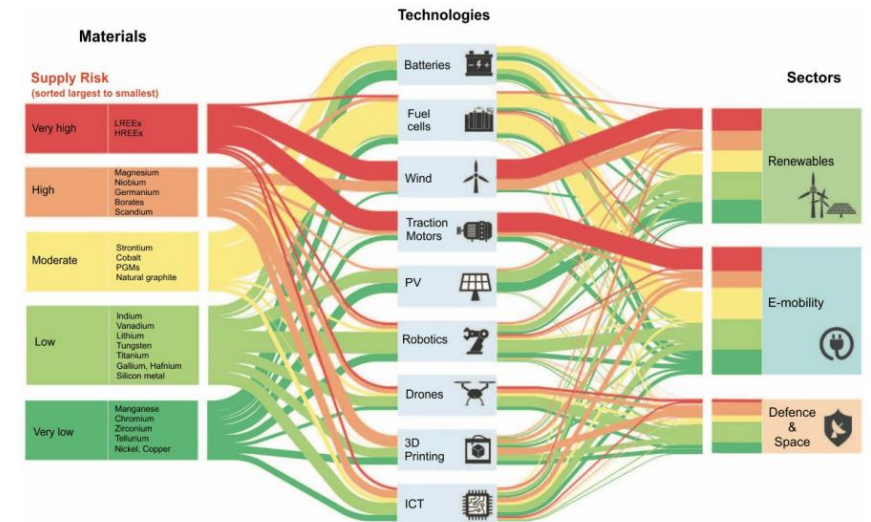 Technologies
Materials
Sectors
Supply Risk
(sorted largest to smallest)
Very high
LREEs
HREEs
High
Magnesium
Niobium
Germanium
Borates
Scandium
Moderate
Strontium
Cobalt
PGMs
Natural graphite
Low
Indium
Vanadium
Lithium
Tungsten
Titanium
Gallium, Hafnium
Silicon metal
Very low
Manganese
Chromium
Zirconium
Tellurium
Nickel, Copper
Batteries
Fuel
cells
Wind
Traction
Motors
PV
Robotics
Drones
3D
Printing
ICT
Renewables
E-mobility
Defence
&
Space